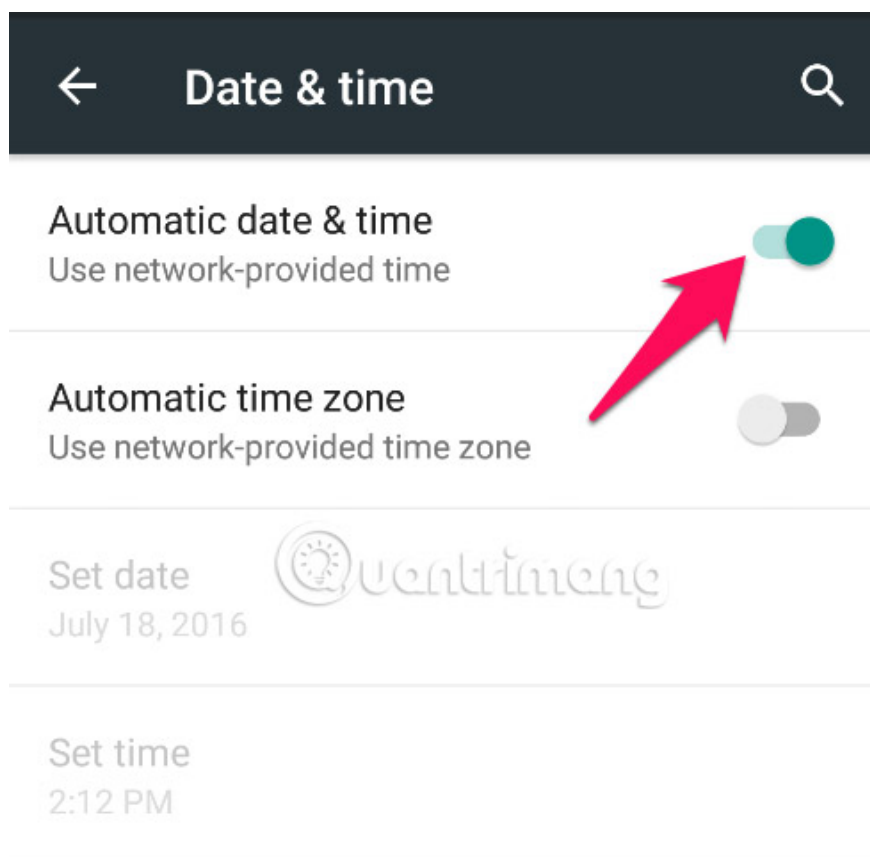 Date & time
Automatic date & time
Use network-provided time
Automatic time zone
Use network-provided time zone
Set date
Quantrimang
July 18, 2016
Set time
2:12 PM